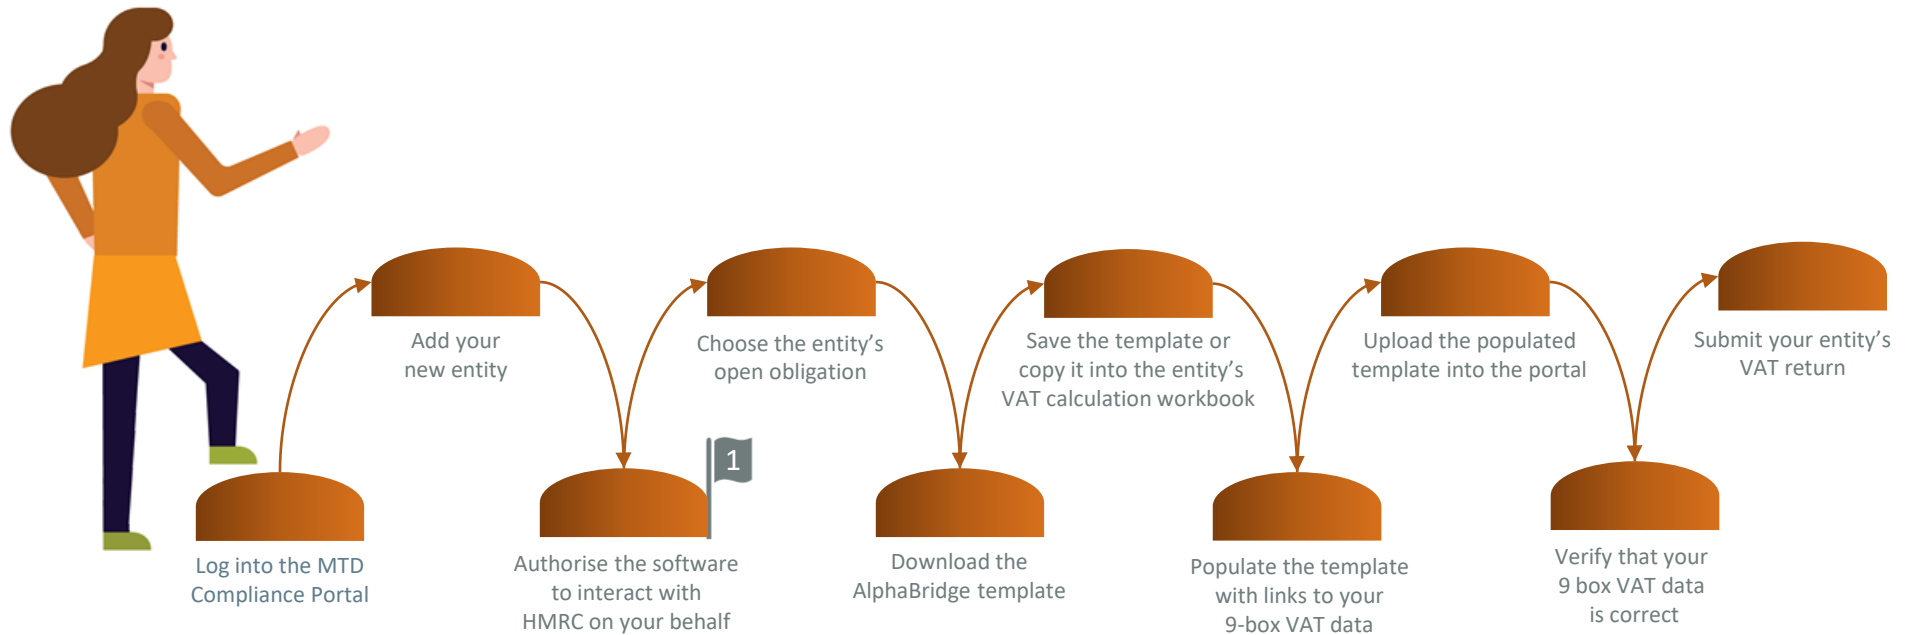 Log into the MTD
Compliance Portal
Add your
new entity
1
Authorise the software
to interact with
HMRC on your behalf
Choose the entity's
open obligation
Download the
AlphaBridge template
Save the template or
copy it into the entity's
VAT calculation workbook
Populate the template
with links to your
9-box VAT data
Upload the populated
template into the portal
Verify that your
9 box VAT data
is correct
Submit your entity's
VAT return